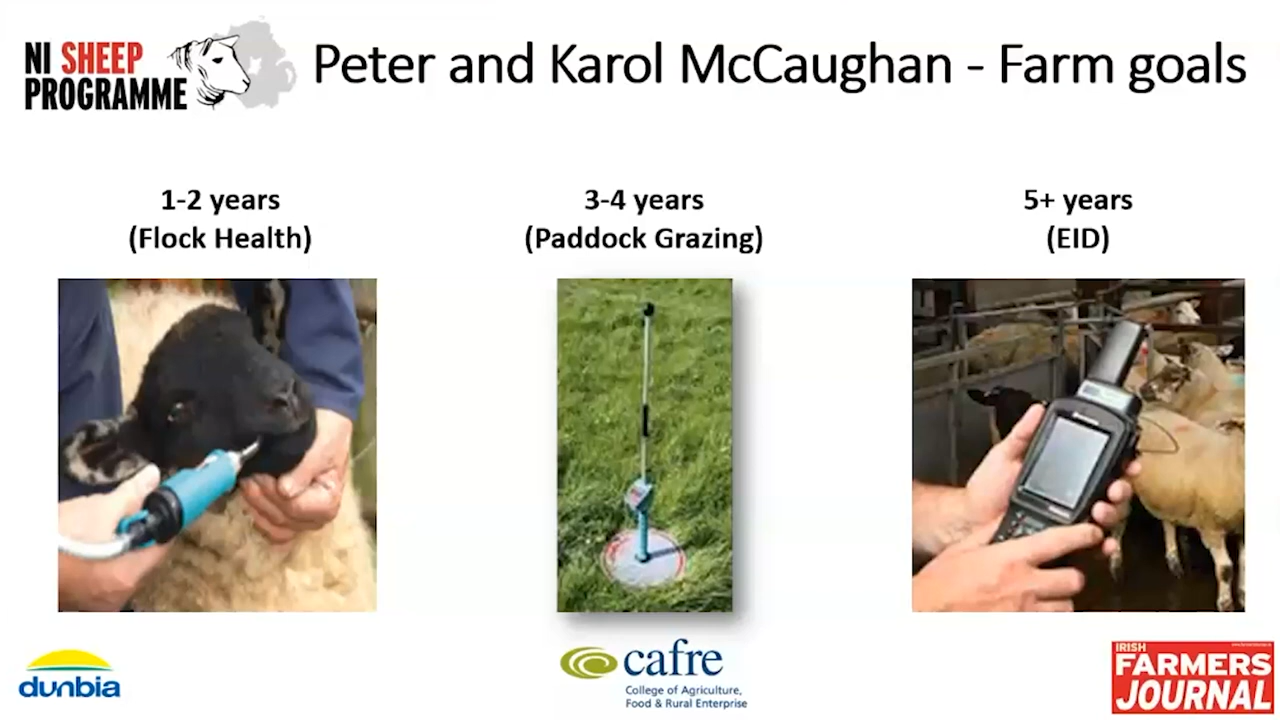 NI SHEEP
PROGRAMME
Peter and Karol McCaughan - Farm goals
1-2 years
(Flock Health)
3-4 years
(Paddock Grazing)
5+ years
(EID)
dunbia
cafre
College of Agriculture,
Food & Rural Enterprise
IRISH
FARMERS
JOURNAL